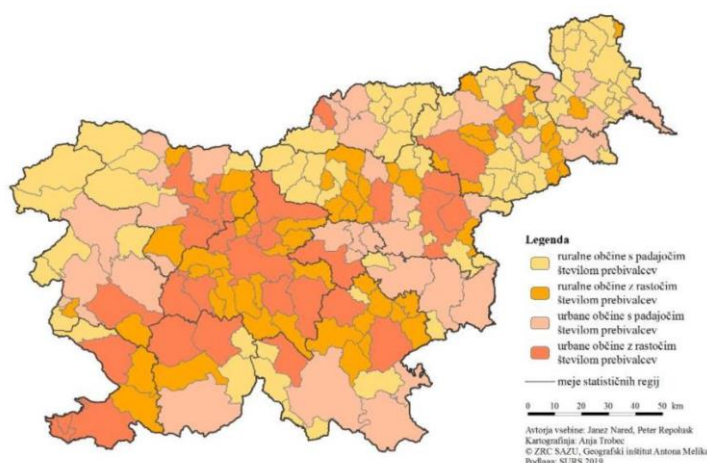 Legenda
ruralne občine s padajočim
številom prebivalcev
ruralne občine z rastočim
številom prebivalcev
urbane občine s padajočim
številom prebivalcev
urbane občine z rastočim
številom prebivalcev
meje statističnih regij
0 10 20 30 40 50 km
Avtorja vsebine: Janez Nared, Peter Repolusk
Kartografinja: Anja Trobec
© ZRC SAZU, Geografski inštitut Antona Melika
Podlaga: SURS 2019